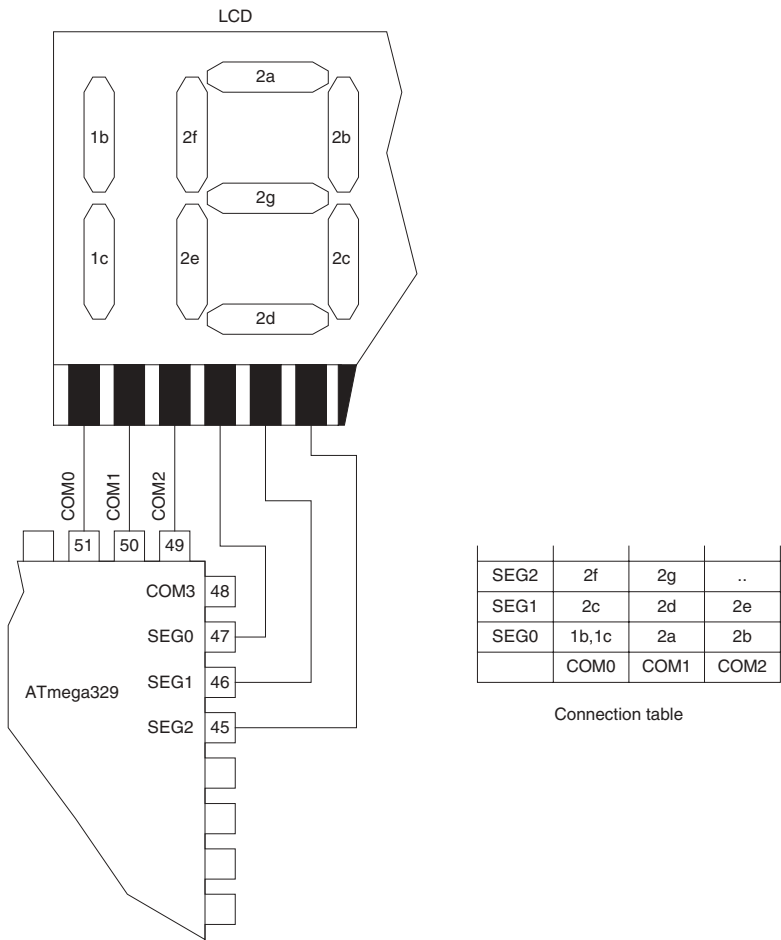 LCD
2a
1b 2f 2b
2g
1c 2e 2c
2d
COM0 COM1 COM2
51 50 49
COM3 48
SEG0 47
SEG1 46
ATmega329
SEG2 45
SEG2 2f 2g ..
SEG1 2c 2d 2e
SEG0 1b,1c 2a 2b
COM0 COM1 COM2
Connection table